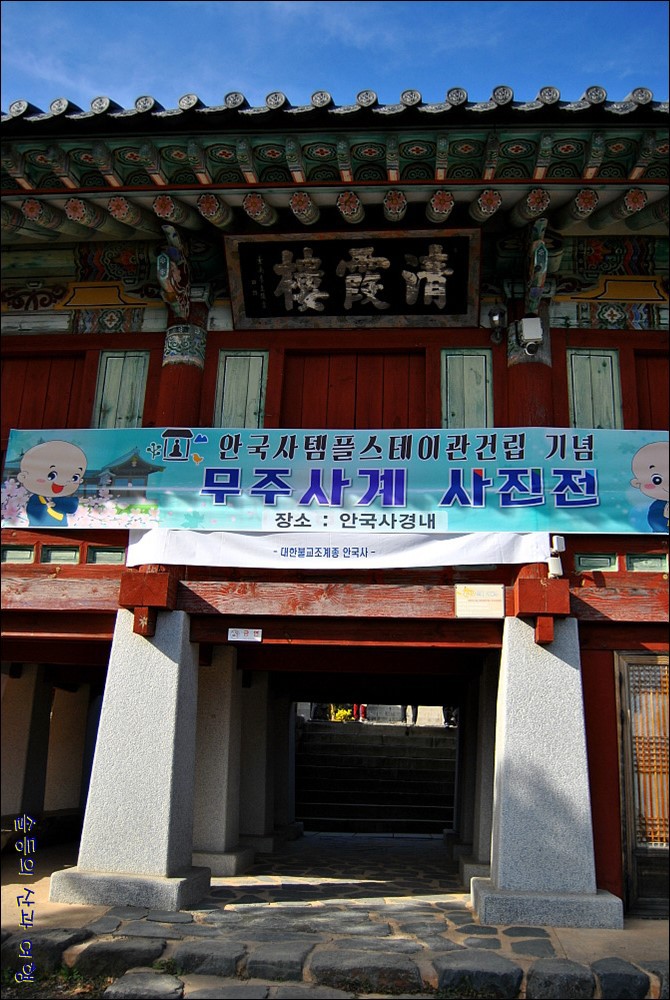 樓霞清
안국사템플스테이관건립 기념
무주사계 사진전
장소 : 안국사경내
- 대한불교조계종 안국사 -
솔둥의 산과 여행